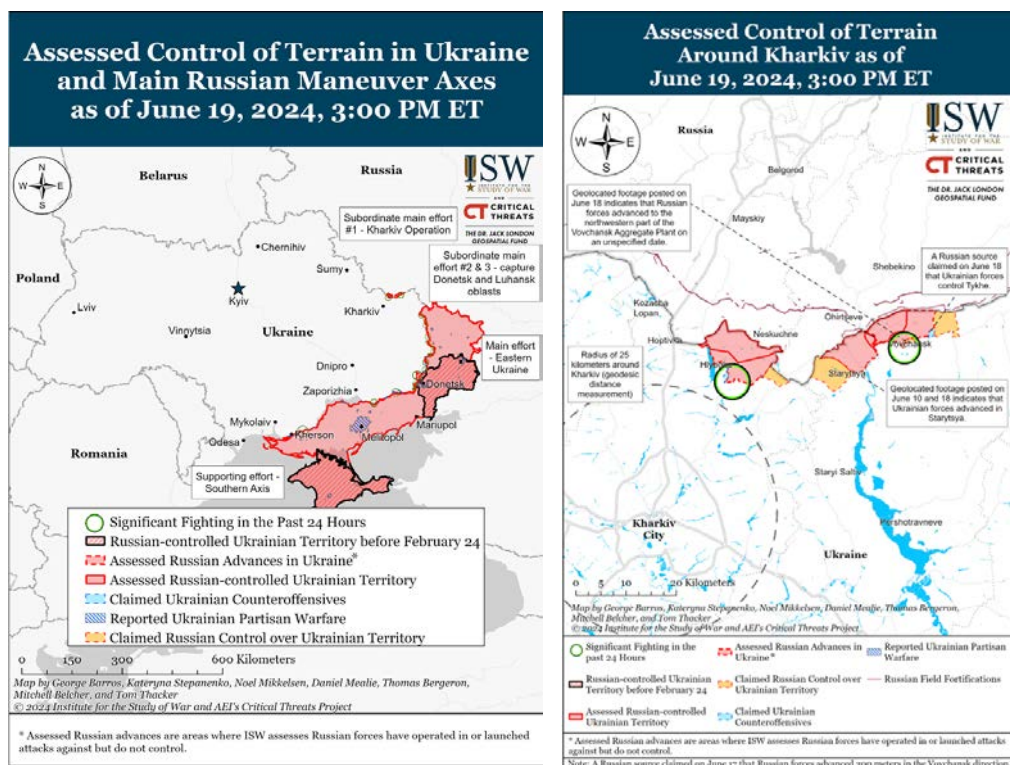 Assessed Control of Terrain in Ukraine
and Main Russian Maneuver Axes
as of June 19, 2024, 3:00 PM ET
N
W
E
S
ISW
INSTITUTE FOR THE
STUDY OF WAR
AND
CT CRITICAL
THREATS
THE DR. JACK LONDON
GEOSPATIAL FUND
Belarus
Russia
Subordinate main effort
#1 - Kharkiv Operation
Chernihiv
Subordinate main
effort #2 & 3 - capture
Donetsk and Luhansk
oblasts
Sumy
Poland
Kyiv
Lviv
Kharkiv
Vinnytsia
Ukraine
Main effort
- Eastern
Ukraine
Dnipro
Donetsk
Zaporizhia
Mykolaiv
Mariupol
Kherson
Melitopol
Odesa
Romania
Supporting effort -
Southern Axis
Significant Fighting in the Past 24 Hours
Russian-controlled Ukrainian Territory before February 24
Assessed Russian Advances in Ukraine*
Assessed Russian-controlled Ukrainian Territory
Claimed Ukrainian Counteroffensives
Reported Ukrainian Partisan Warfare
Claimed Russian Control over Ukrainian Territory
0 150 300 600 Kilometers
Map by George Barros, Kateryna Stepanenko, Noel Mikkelsen, Daniel Mealie, Thomas Bergeron,
Mitchell Belcher, and Tom Thacker
© 2024 Institute for the Study of War and AEI's Critical Threats Project
* Assessed Russian advances are areas where ISW assesses Russian forces have operated in or launched
attacks against but do not control.
Assessed Control of Terrain
Around Kharkiv as of
June 19, 2024, 3:00 PM ET
N
W
E
S
Russia
ISW
INSTITUTE FOR THE
STUDY OF WAR
AND
CT CRITICAL
THREATS
THE DR. JACK LONDON
GEOSPATIAL FUND
Belgorod
Geolocated footage posted on
June 18 indicates that Russian
forces advanced to the
northwestern part of the
Vovchansk Aggregate Plant on
an unspecified date.
Mayskiy
A Russian source
claimed on June 18
that Ukrainian forces
control Tykhe.
Shebekino
Kozacha
Lopan
Ohirtseve
Hoptivka
Neskuchne
Vovchansk
Radius of 25
kilometers around
Kharkiv (geodesic
distance
measurement)
Starytsya
Geolocated footage posted on
June 10 and 18 indicates that
Ukrainian forces advanced in
Starytsya.
Staryi Saltiv
Kharkiv
City
Ukraine
0 5 10 20 Kilometers
Map by George Barros, Kateryna Stepanenko, Noel Mikkelsen, Daniel Mealie, Thomas Bergeron,
Mitchell Belcher, and Tom Thacker
© 2024 Institute for the Study of War and AEI's Critical Threats Project
Significant Fighting in the
past 24 Hours
Assessed Russian Advances in
Ukraine*
Reported Ukrainian Partisan
Warfare
Russian-controlled Ukrainian
Territory before February 24
Claimed Russian Control over
Ukrainian Territory
Russian Field Fortifications
Assessed Russian-controlled
Ukrainian Territory
Claimed Ukrainian
Counteroffensives
* Assessed Russian advances are areas where ISW assesses Russian forces have operated in or launched attacks
against but do not control.
Note: A Russian source claimed on June 17 that Russian forces advanced 200 meters in the Vovchansk direction